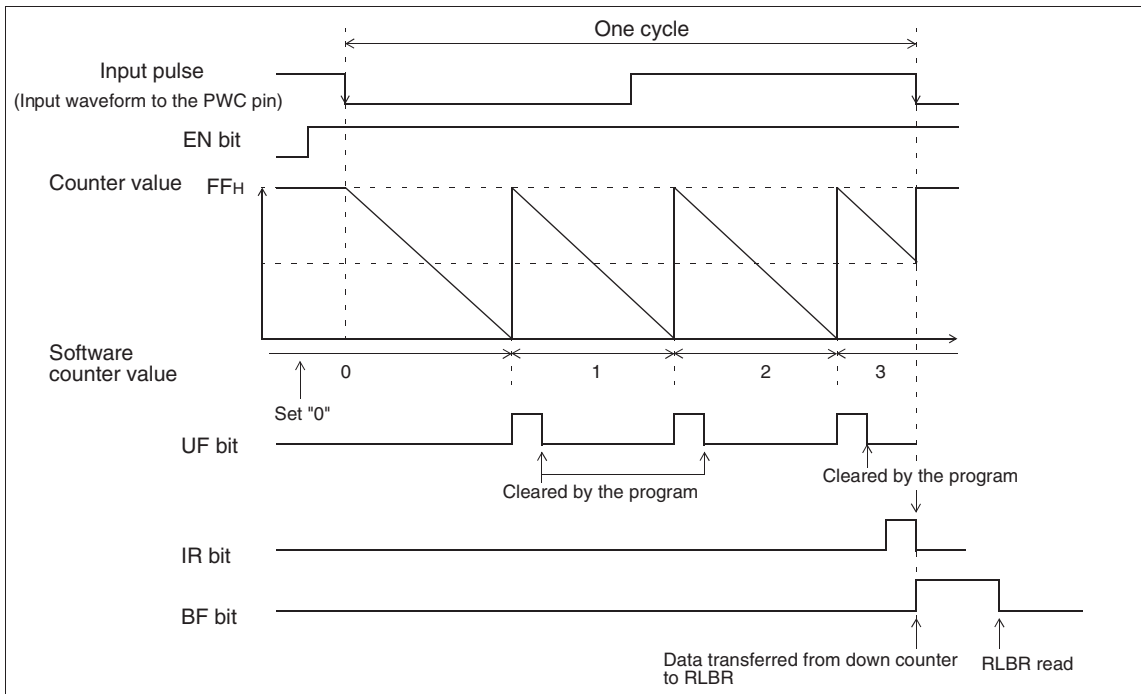 One cycle
Input pulse
(Input waveform to the PWC pin)
EN bit
Counter value FFH
Software
counter value
0 1 2 3
Set "0"
UF bit
Cleared by the program
Cleared by the program
IR bit
BF bit
Data transferred from down counter
to RLBR
RLBR read